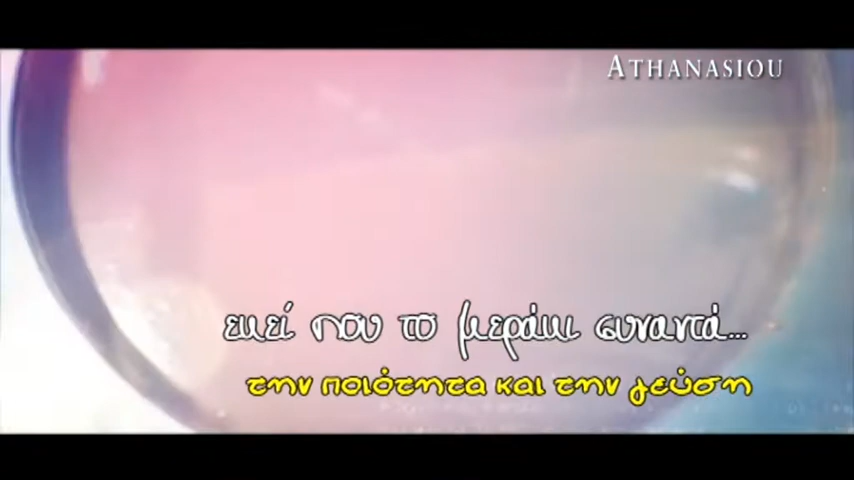 ATHANASIOU
εκεί που το μεράκι συναντά...
την ποιότητα και την γεύση